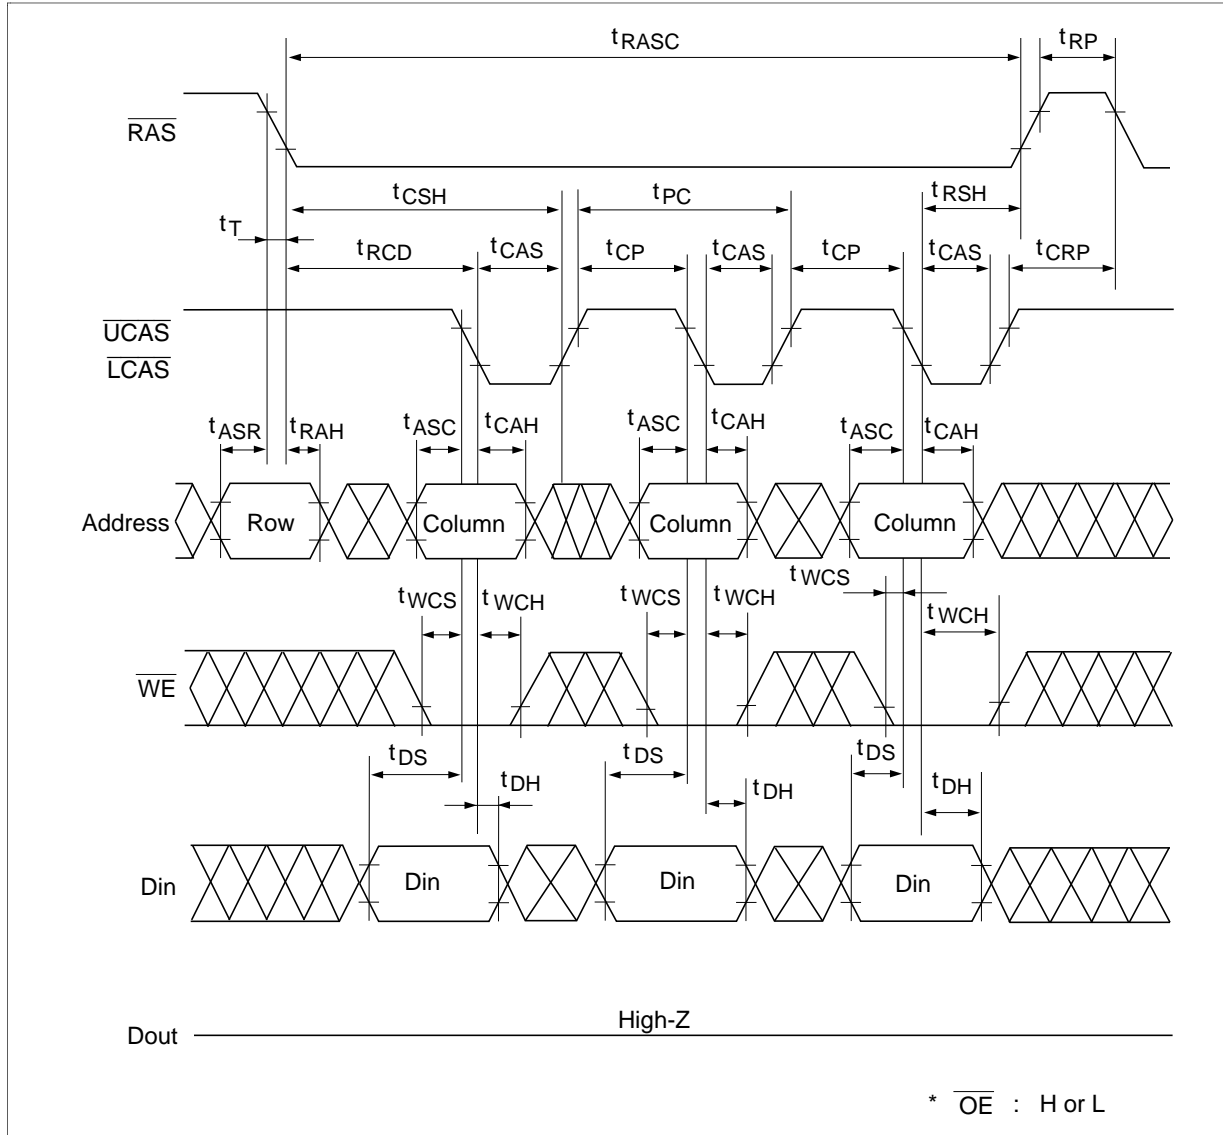 tRASC tRP
RAS
tCSH tPC tRSH
tT
tRCD tCAS tCP tCAS tCP tCAS tCRP
UCAS
LCAS
tASR tRAH tASC tCAH tASC tCAH tASC tCAH
Address Row Column Column Column
tWCS tWCH tWCS tWCH tWCS tWCH
WE
tDS tDH tDS tDH tDS tDH
Din Din Din Din
High-Z
Dout
* OE : H or L